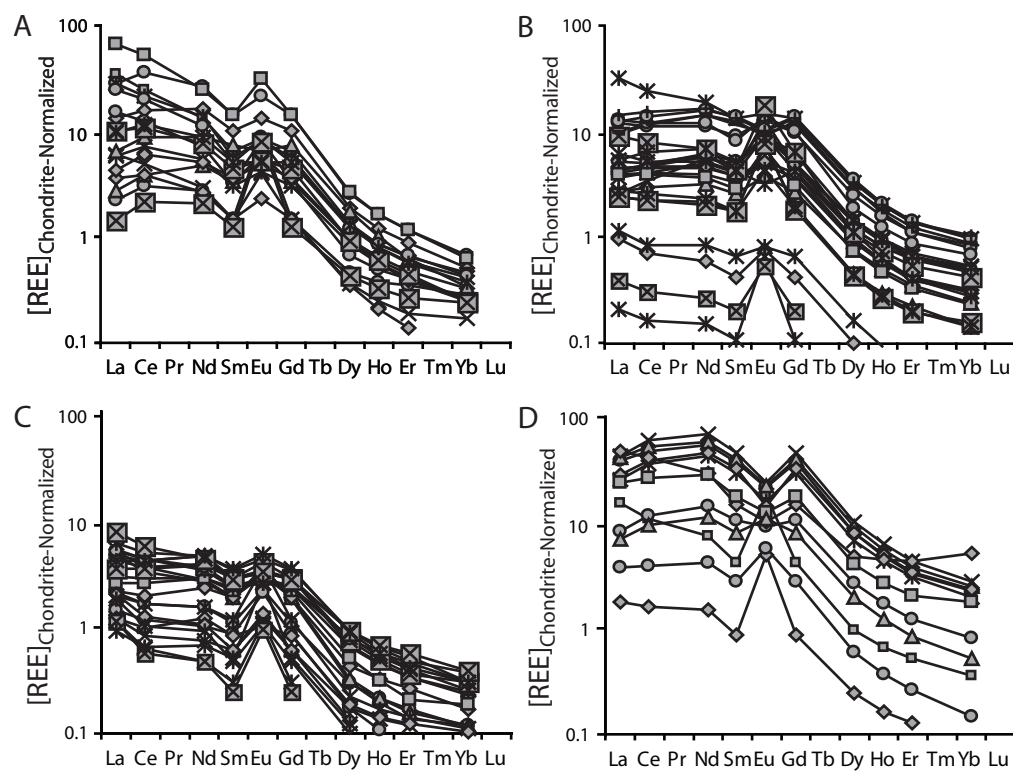 A
100
10
1
0.1
[REE]Chondrite-Normalized
La Ce Pr Nd Sm Eu Gd Tb Dy Ho Er Tm Yb Lu
B
100
10
1
0.1
[REE]Chondrite-Normalized
La Ce Pr Nd Sm Eu Gd Tb Dy Ho Er Tm Yb Lu
C
100
10
1
0.1
[REE]Chondrite-Normalized
La Ce Pr Nd Sm Eu Gd Tb Dy Ho Er Tm Yb Lu
D
100
10
1
0.1
[REE]Chondrite-Normalized
La Ce Pr Nd Sm Eu Gd Tb Dy Ho Er Tm Yb Lu